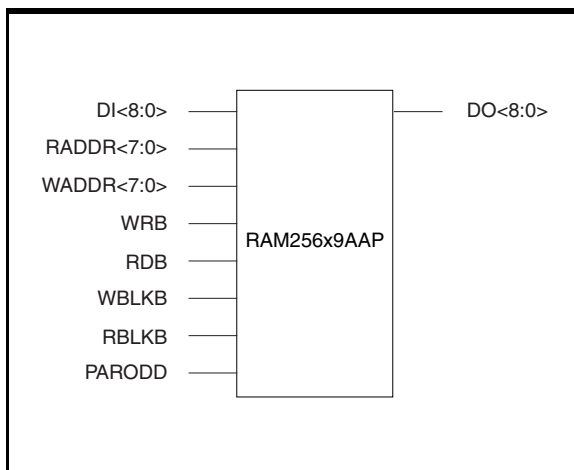 DI<8:0>
DO<8:0>
RADDR<7:0>
WADDR<7:0>
WRB
RAM256x9AAP
RDB
WBLKB
RBLKB
PARODD